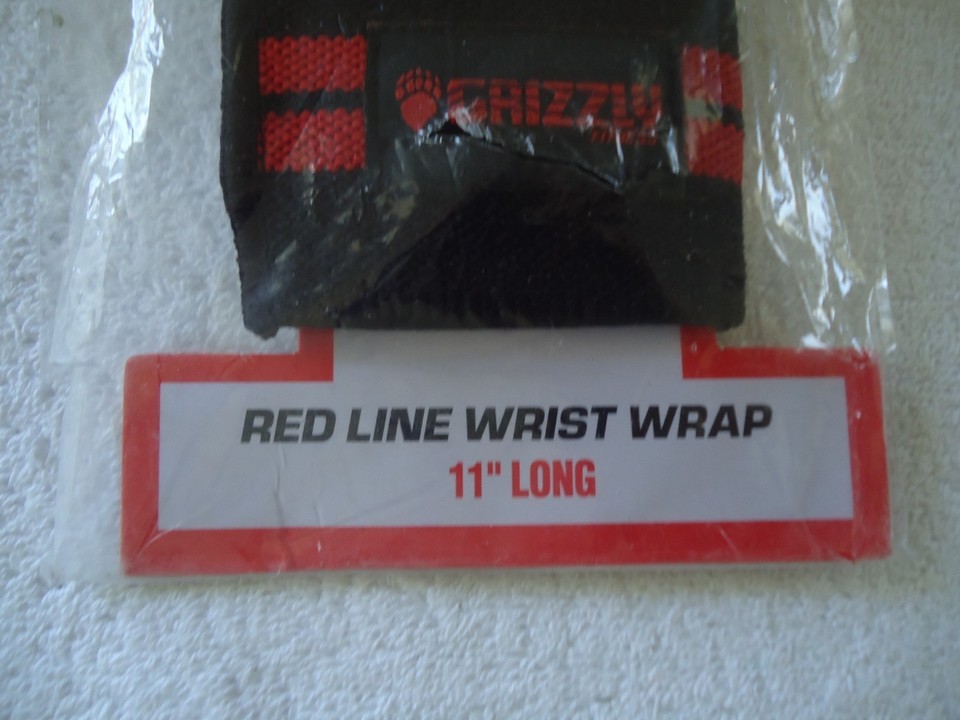 GRIZZLY
RED LINE WRIST WRAP
11" LONG